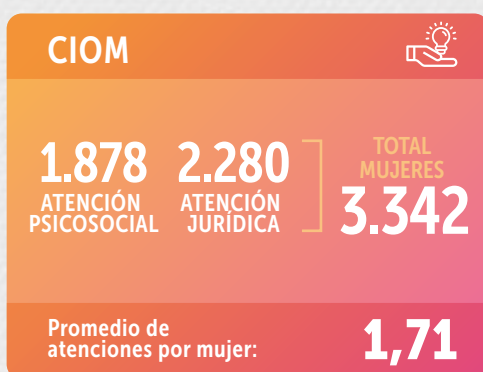 CIOM
1.878
ATENCIÓN
PSICOSOCIAL
2.280
ATENCIÓN
JURÍDICA
TOTAL
MUJERES
3.342
Promedio de
atenciones por mujer:
1,71